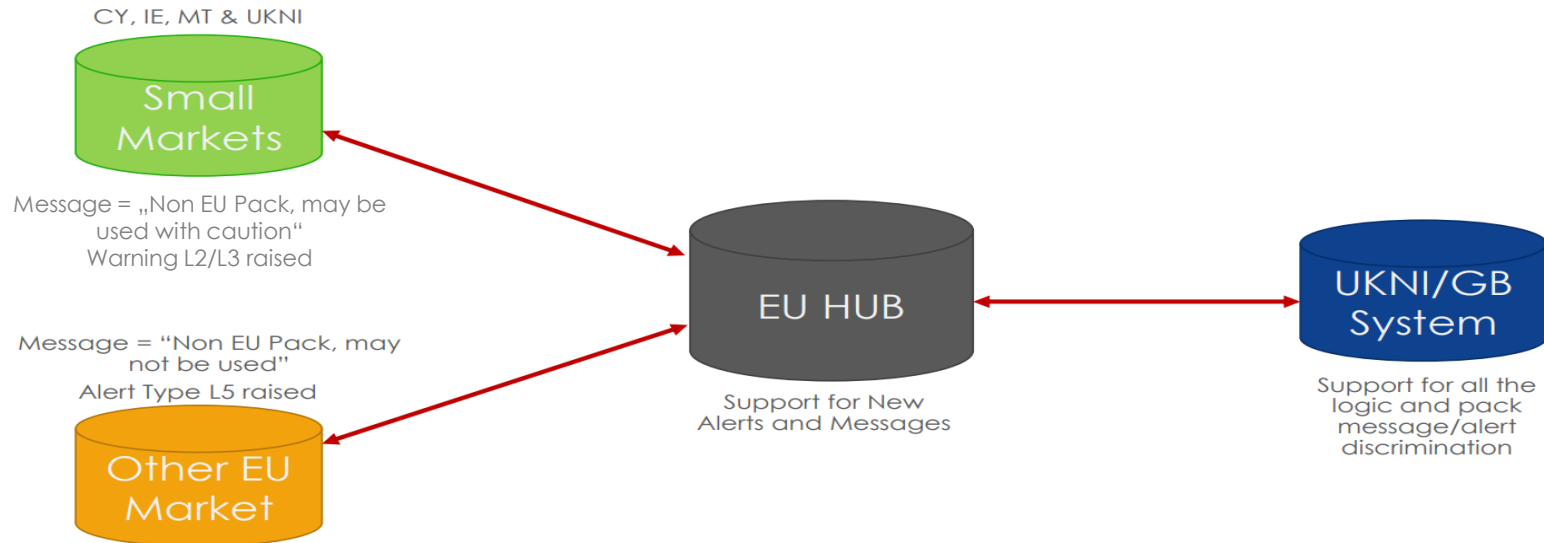 CY, IE, MT & UKNI
Small
Markets
Message = „Non EU Pack, may be
used with caution“
Warning L2/L3 raised
Message = “Non EU Pack, may
not be used”
Alert Type L5 raised
Other EU
Market
EU HUB
Support for New
Alerts and Messages
UKNI/GB
System
Support for all the
logic and pack
message/alert
discrimination